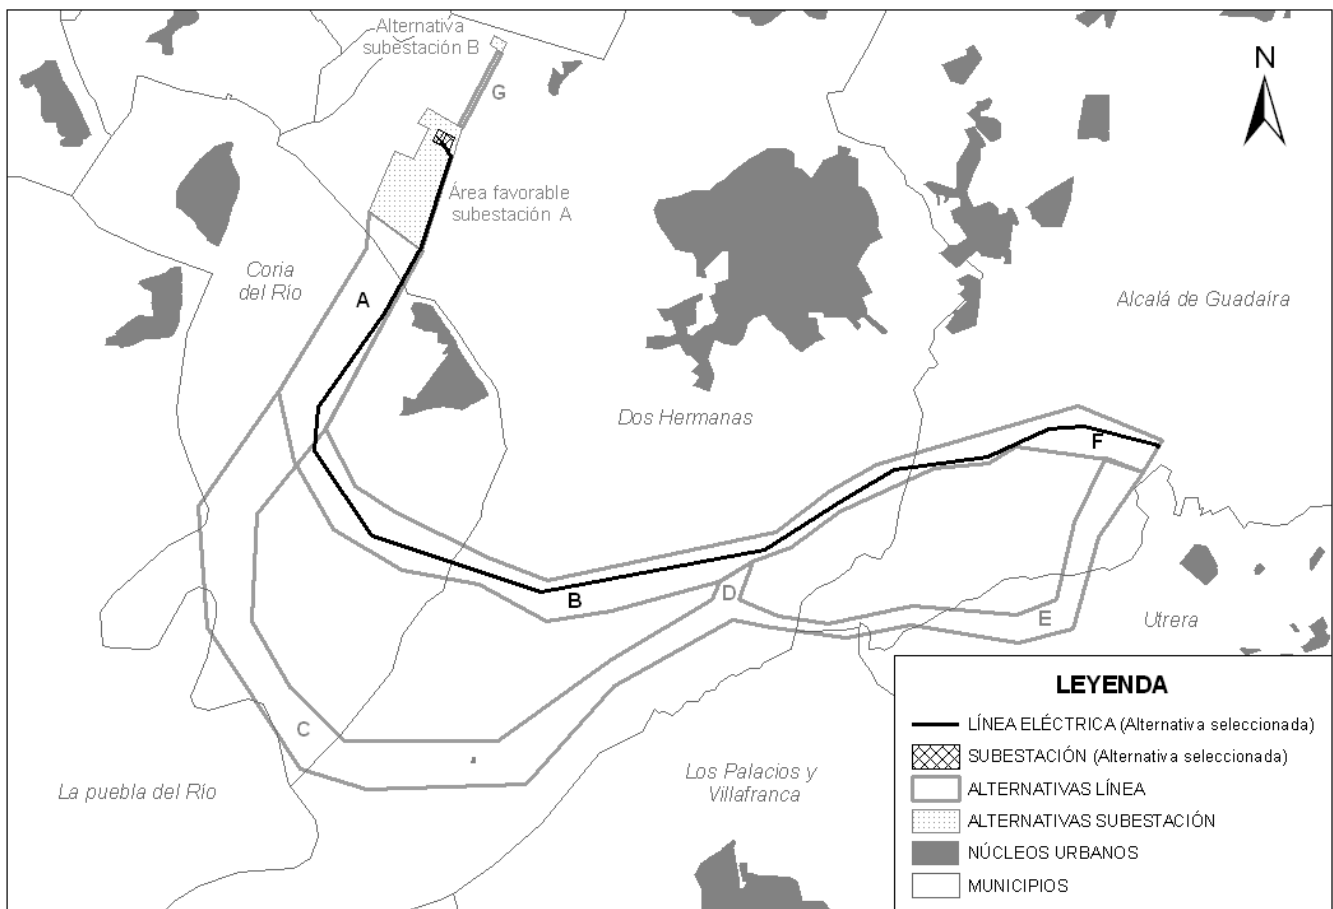 Alternativa
subestación B
G
N
Área favorable
subestación A
Coria
del Río
A
Alcalá de Guadaíra
Dos Hermanas
F
B
D
E
Utrera
C
La puebla del Río
Los Palacios y
Villafranca
LEYENDA
LÍNEA ELÉCTRICA (Alternativa seleccionada)
SUBESTACIÓN (Alternativa seleccionada)
ALTERNATIVAS LÍNEA
ALTERNATIVAS SUBESTACIÓN
NÚCLEOS URBANOS
MUNICIPIOS